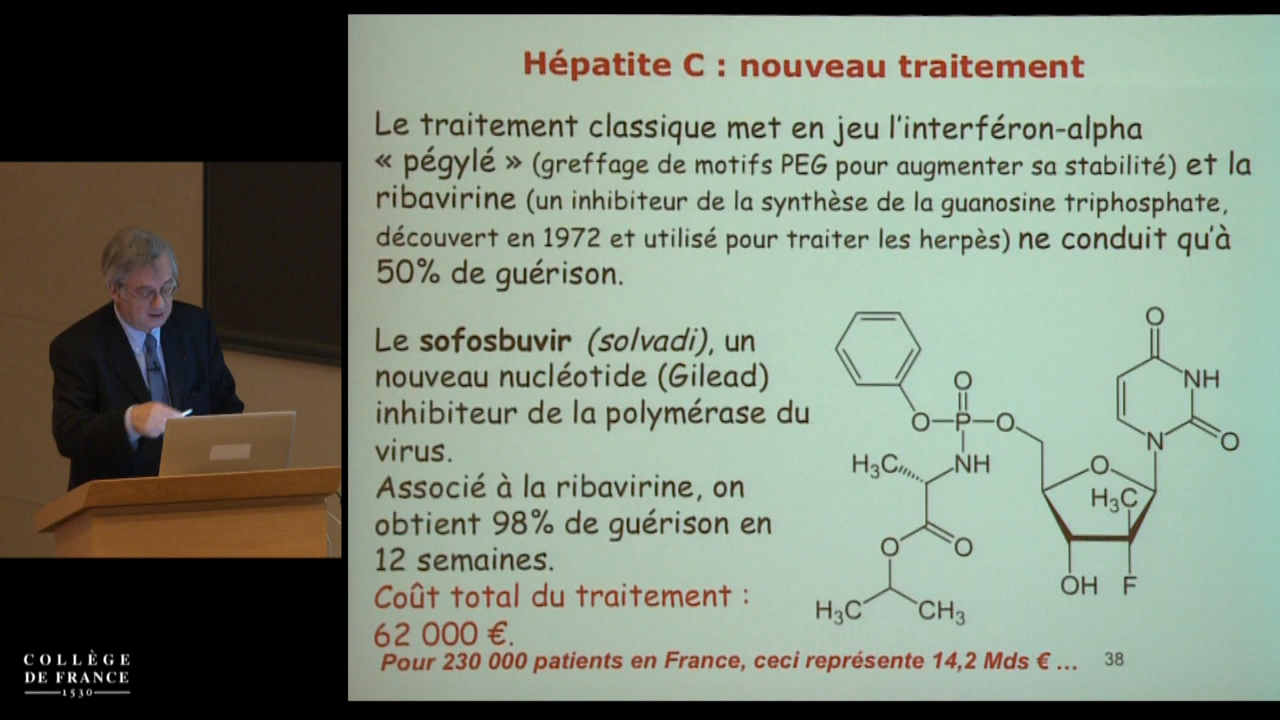 Hépatite C : nouveau traitement
Le traitement classique met en jeu l'interféron-alpha
« pégylé » (greffage de motifs PEG pour augmenter sa stabilité) et la
ribavirine (un inhibiteur de la synthèse de la guanosine triphosphate,
découvert en 1972 et utilisé pour traiter les herpès) ne conduit qu'à
50% de guérison.
Le sofosbuvir (solvadi), un
nouveau nucléotide (Gilead)
inhibiteur de la polymérase du
virus.
Associé à la ribavirine, on
obtient 98% de guérison en
12 semaines.
Coût total du traitement :
62 000 €.
Pour 230 000 patients en France, ceci représente 14,2 Mds € ...
38
O
O
NH
O
P
O
N
O
H₃C
NH
O
H₃C
O
O
OH
F
H₃C
CH₃
COLLÈGE
DE FRANCE
1530